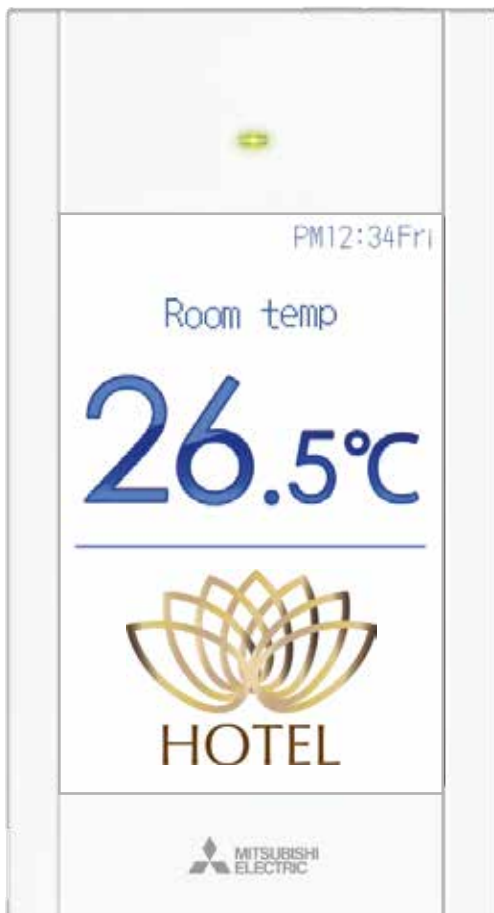 PM12:34Fri
Room temp
26.5℃
HOTEL
MITSUBISHI
ELECTRIC